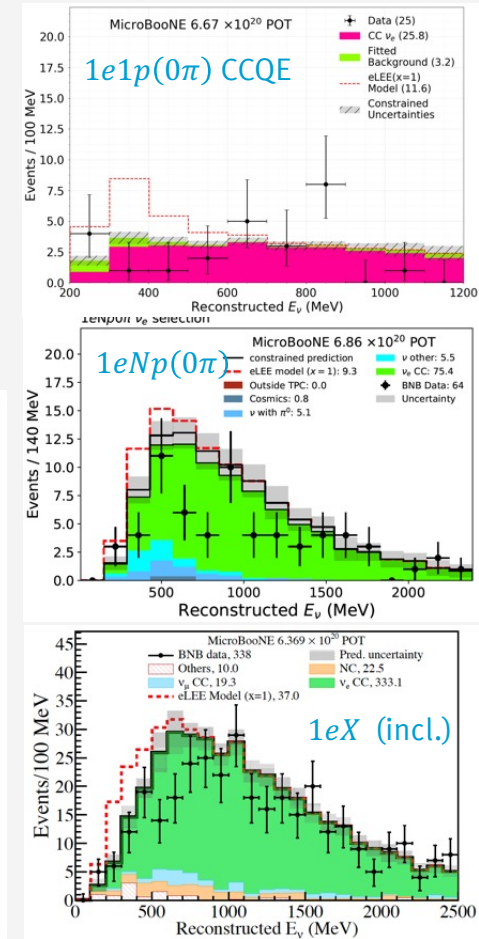 MicroBooNE 6.67 ×10²⁰ POT
1e1p(0π) CCQE
Data (25)
CC νₑ (25.8)
Fitted
Background (3.2)
eLEE(x=1)
Model (11.6)
Constrained
Uncertainties
Events / 100 MeV
20.0
17.5
15.0
12.5
10.0
7.5
5.0
2.5
0.0
200 400 600 800 1000 1200
Reconstructed Eᵥ (MeV)
1eNp0π νₑ selection
MicroBooNE 6.86 ×10²⁰ POT
1eNp(0π)
constrained prediction
eLEE model (x = 1): 9.3
Outside TPC: 0.0
Cosmics: 0.8
ν with π⁰: 5.1
ν other: 5.5
νₑ CC: 75.4
BNB Data: 64
Uncertainty
Events / 140 MeV
20.0
17.5
15.0
12.5
10.0
7.5
5.0
2.5
0.0
500 1000 1500 2000
Reconstructed Eᵥ (MeV)
MicroBooNE 6.369 × 10²⁰ POT
BNB data, 338
Pred. uncertainty
Others, 10.0
NC, 22.5
ν_μ CC, 19.3
νₑ CC, 333.1
eLEE Model (x=1), 37.0
1eX (incl.)
Events/100 MeV
45
40
35
30
25
20
15
10
5
0
0 500 1000 1500 2000 2500
Reconstructed Eᵥ (MeV)